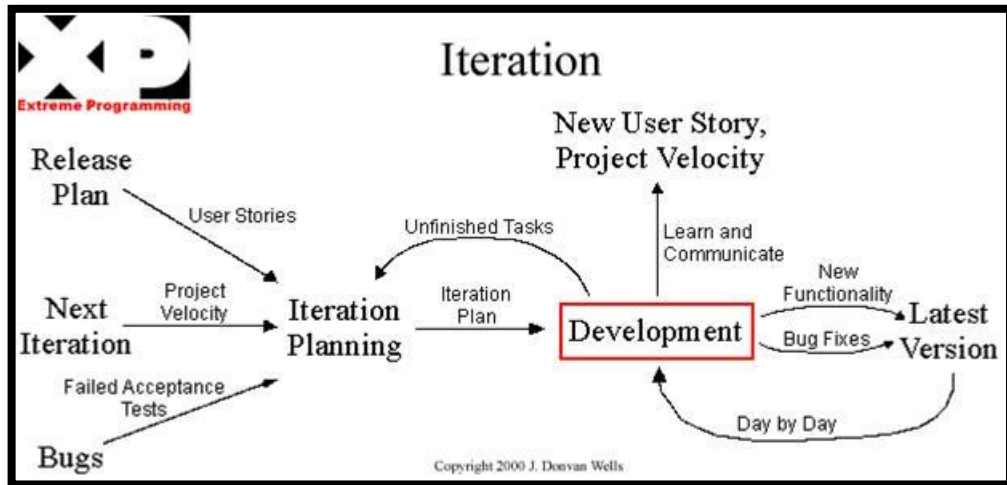 XP
Extreme Programming
Iteration
New User Story,
Project Velocity
Release
Plan
User Stories
Unfinished Tasks
Learn and
Communicate
New
Functionality
Next
Iteration
Project
Velocity
Iteration
Planning
Iteration
Plan
Development
Bug Fixes
Latest
Version
Failed Acceptance
Tests
Day by Day
Bugs
Copyright 2000 J. Donvan Wells